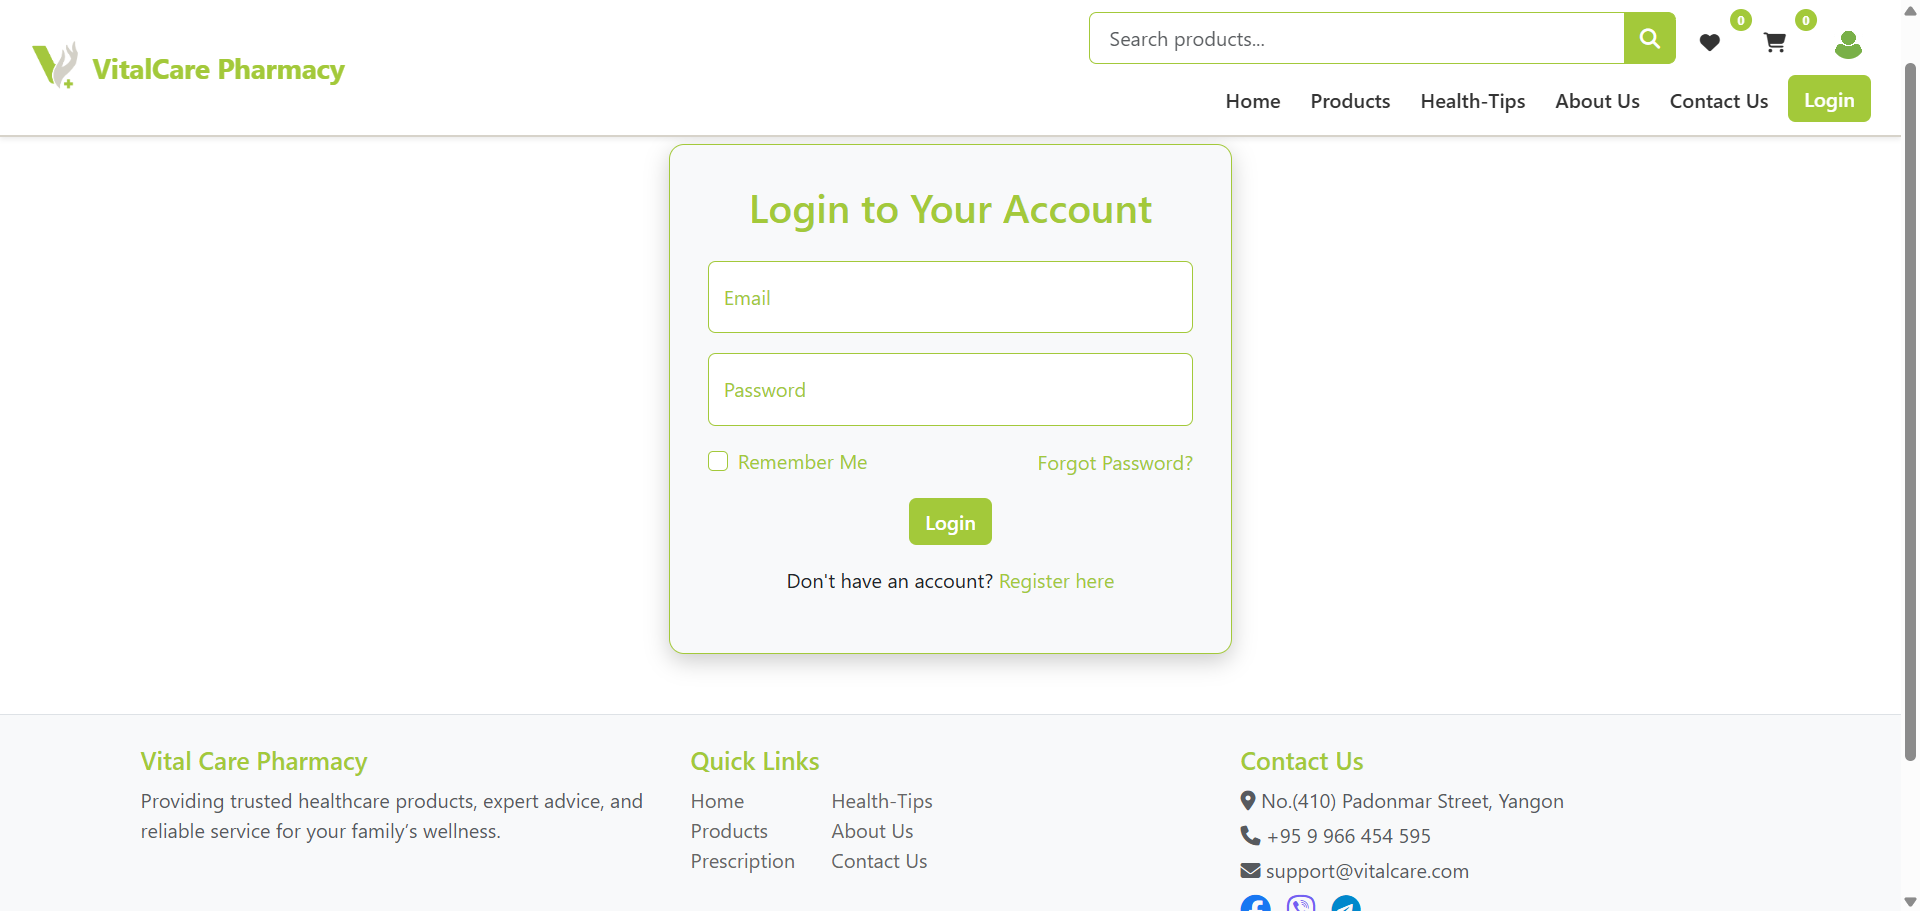 Search products...
0
0
VitalCare Pharmacy
Home Products Health-Tips About Us Contact Us Login
Login to Your Account
Email
Password
Remember Me Forgot Password?
Login
Don't have an account? Register here
Vital Care Pharmacy
Providing trusted healthcare products, expert advice, and
reliable service for your family’s wellness.
Quick Links
Home Health-Tips
Products About Us
Prescription Contact Us
Contact Us
No.(410) Padonmar Street, Yangon
+95 9 966 454 595
support@vitalcare.com